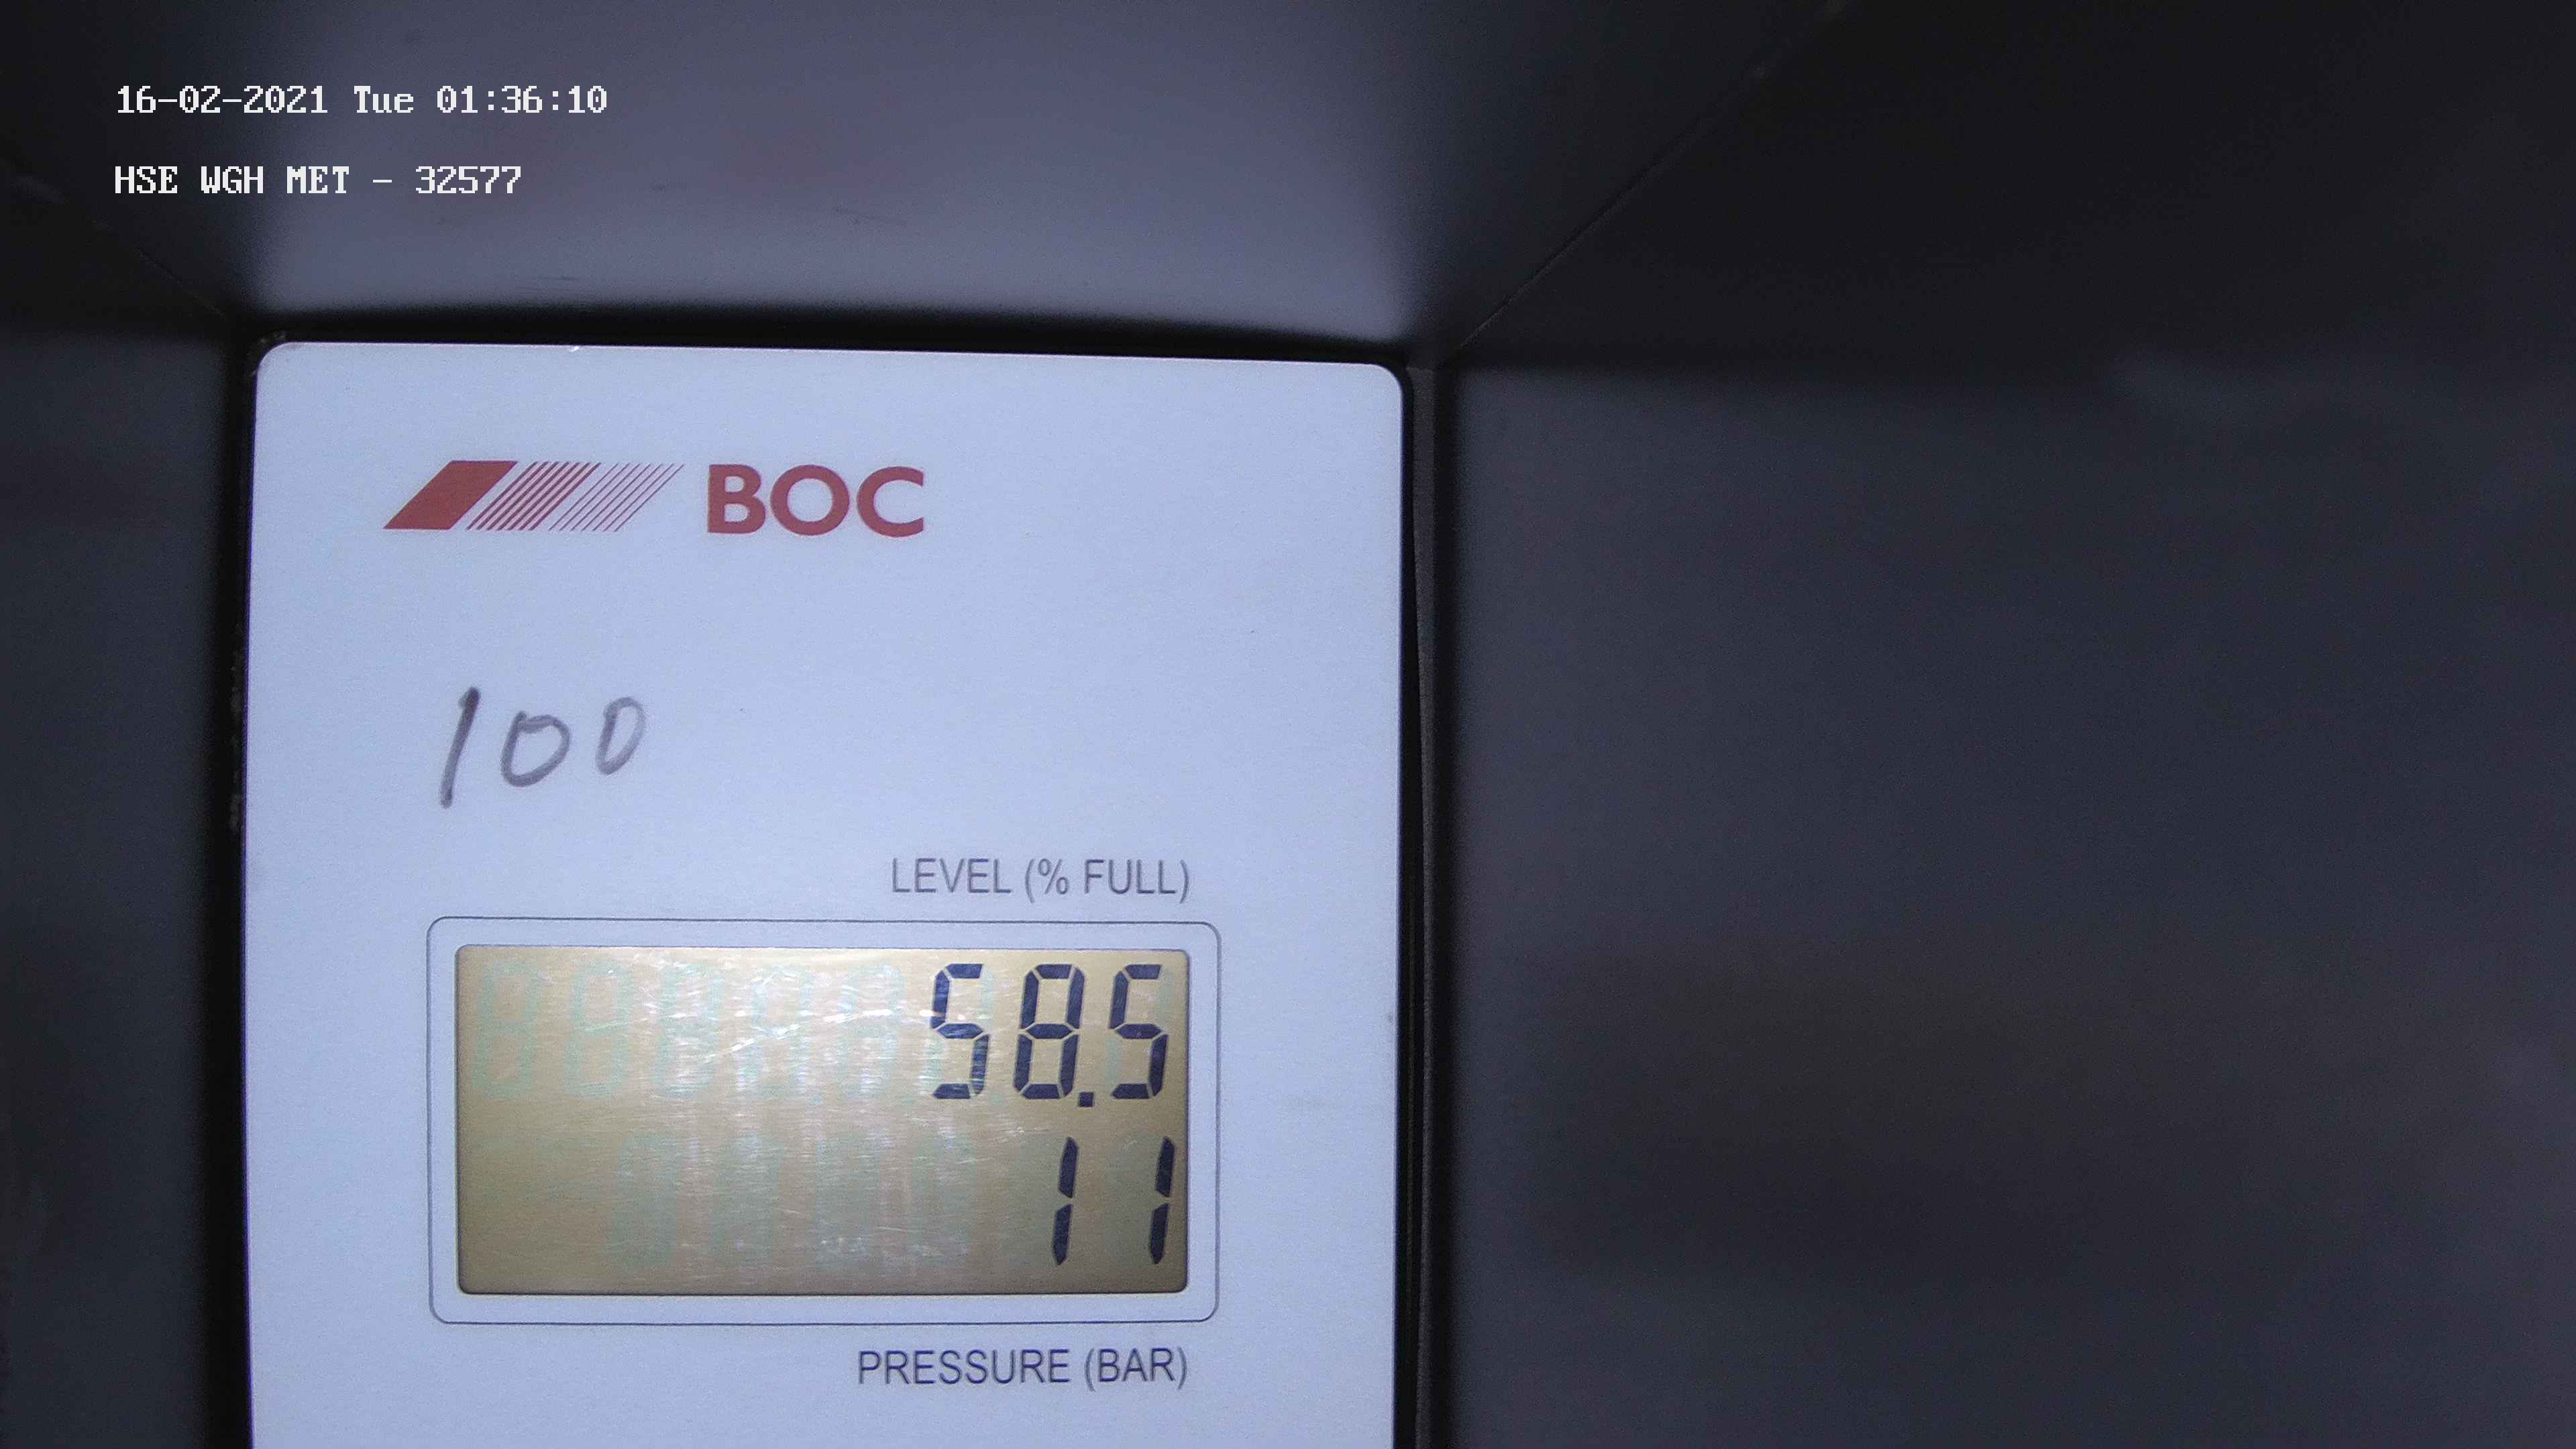 16-02-2021 Tue 01:36:10
HSE WGH MET - 32577
BOC
100
LEVEL (% FULL)
58.5
11
PRESSURE (BAR)